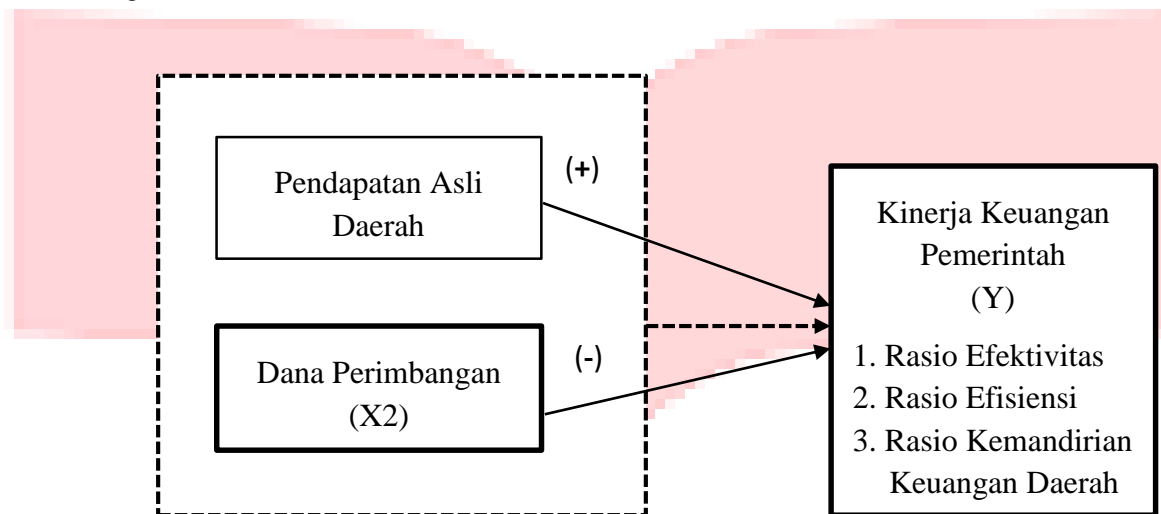 Pendapatan Asli
Daerah
(+)
Dana Perimbangan
(X2)
(-)
Kinerja Keuangan
Pemerintah
(Y)
1. Rasio Efektivitas
2. Rasio Efisiensi
3. Rasio Kemandirian
Keuangan Daerah